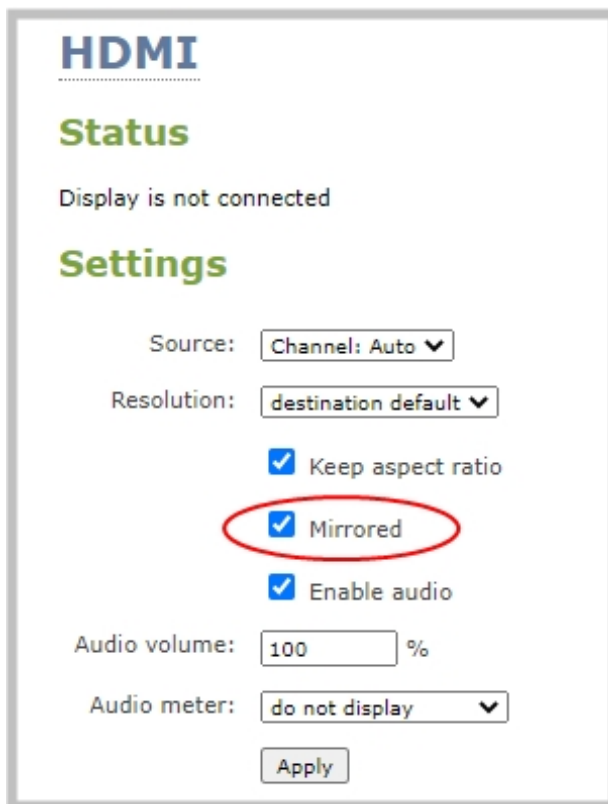 HDMI
Status
Display is not connected
Settings
Source: Channel: Auto
Resolution: destination default
Keep aspect ratio
Mirrored
Enable audio
Audio volume: 100 %
Audio meter: do not display
Apply